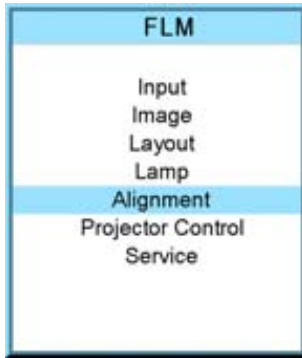 FLM
Input
Image
Layout
Lamp
Alignment
Projector Control
Service